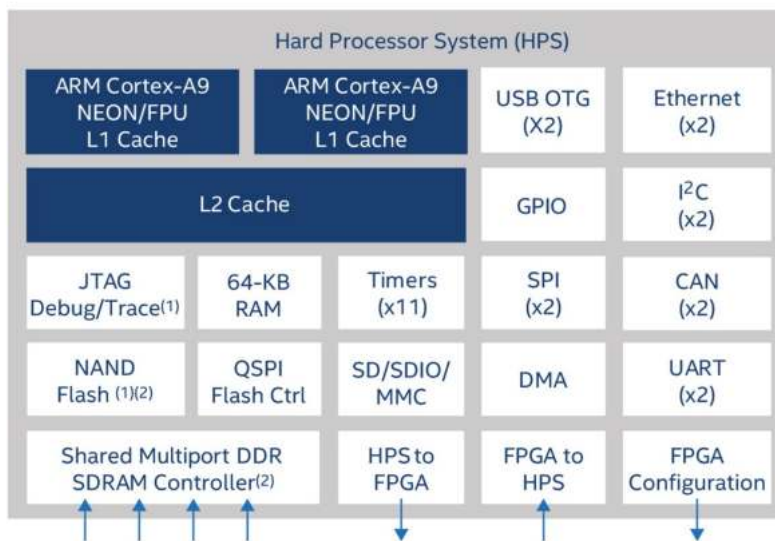 Hard Processor System (HPS)
ARM Cortex-A9
NEON/FPU
L1 Cache
ARM Cortex-A9
NEON/FPU
L1 Cache
USB OTG
(X2)
Ethernet
(x2)
L2 Cache
GPIO
I²C
(x2)
JTAG
Debug/Trace(1)
64-KB
RAM
Timers
(x11)
SPI
(x2)
CAN
(x2)
NAND
Flash (1)(2)
QSPI
Flash Ctrl
SD/SDIO/
MMC
DMA
UART
(x2)
Shared Multiport DDR
SDRAM Controller(2)
HPS to
FPGA
FPGA to
HPS
FPGA
Configuration